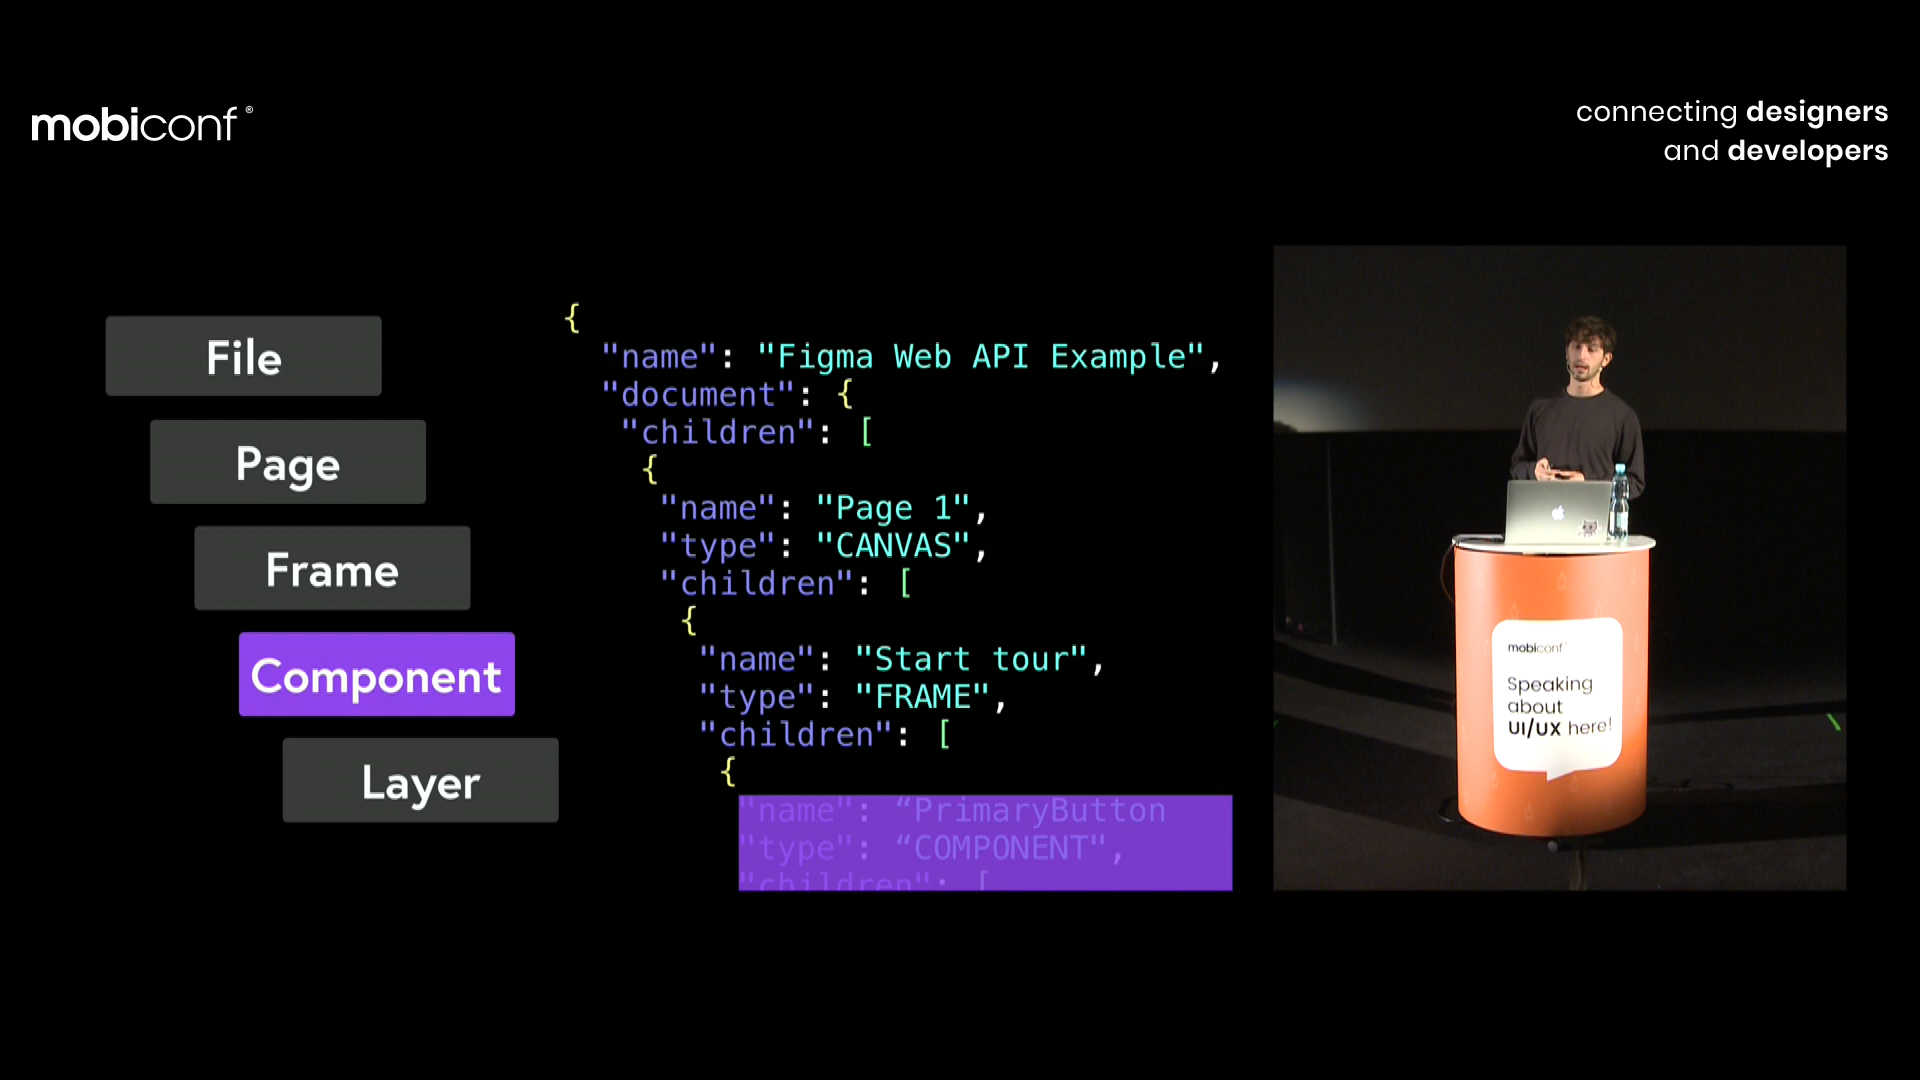 mobiconf®
connecting designers
and developers
File
Page
Frame
Component
Layer
{
"name": "Figma Web API Example",
"document": {
"children": [
{
"name": "Page 1",
"type": "CANVAS",
"children": [
{
"name": "Start tour",
"type": "FRAME",
"children": [
{
"name": “PrimaryButton
"type": “COMPONENT",
"children": [
mobiconf
Speaking
about
UI/UX here!